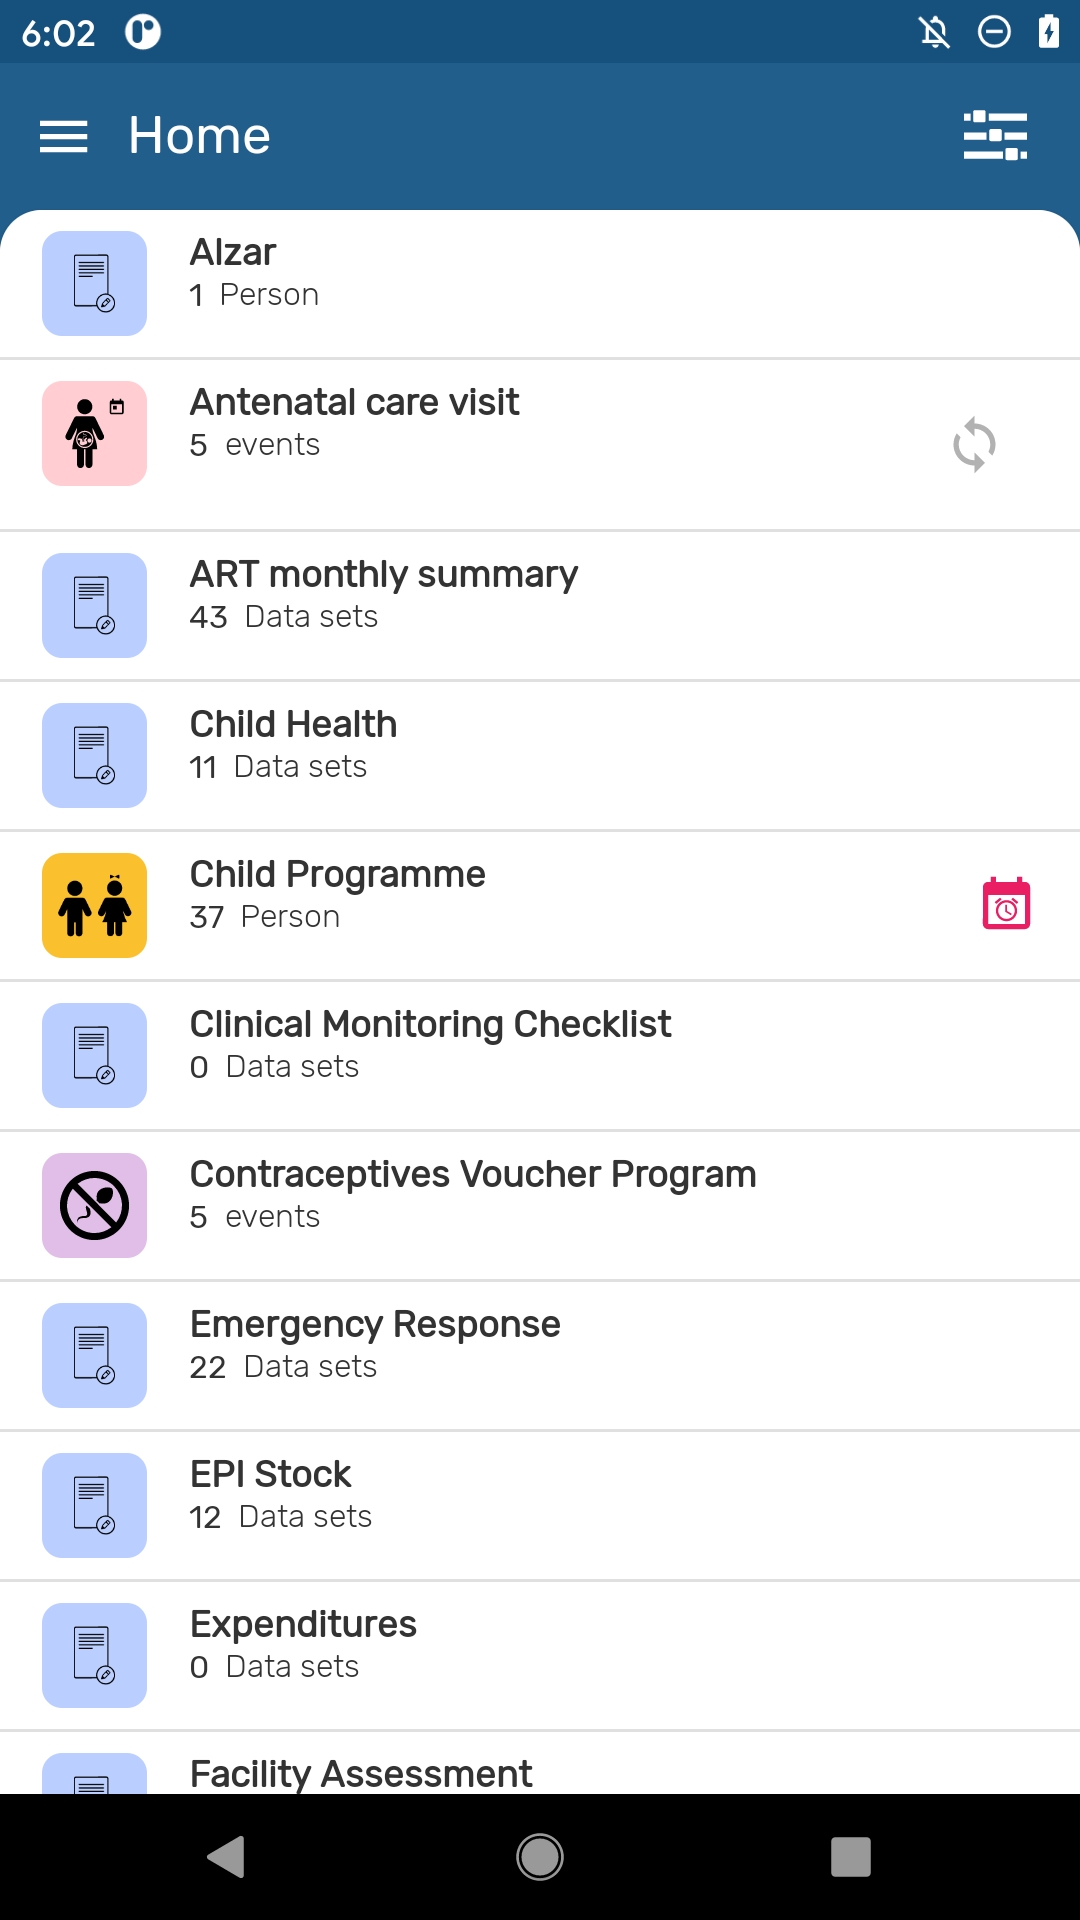 6:02
Home
Alzar
1 Person
Antenatal care visit
5 events
ART monthly summary
43 Data sets
Child Health
11 Data sets
Child Programme
37 Person
Clinical Monitoring Checklist
0 Data sets
Contraceptives Voucher Program
5 events
Emergency Response
22 Data sets
EPI Stock
12 Data sets
Expenditures
0 Data sets
Facility Assessment